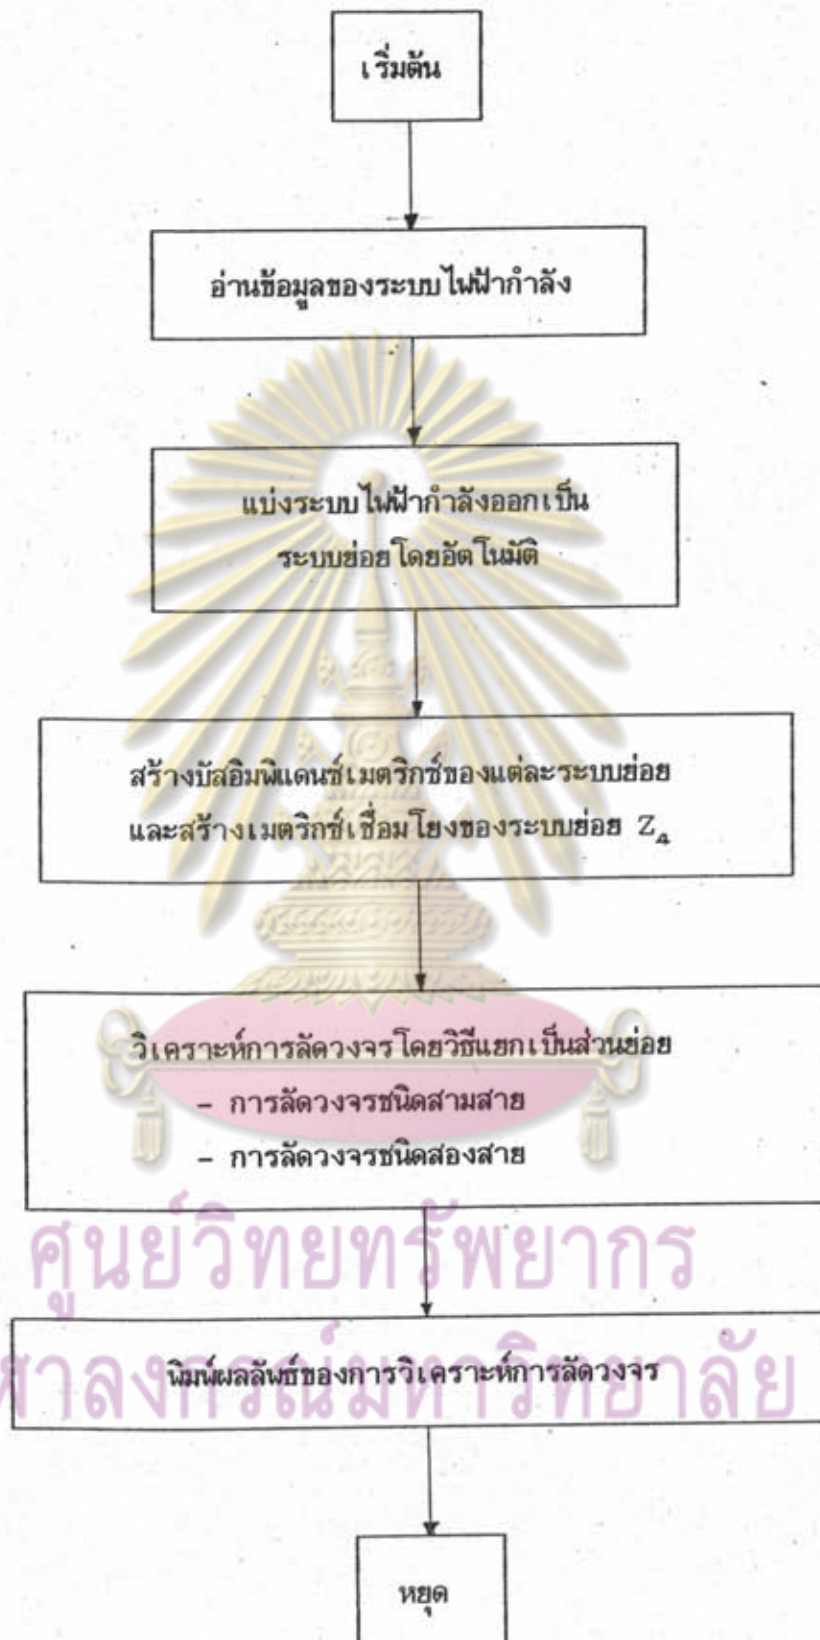 เริ่มต้น
อ่านข้อมูลของระบบไฟฟ้ากำลัง
แบ่งระบบไฟฟ้ากำลังออกเป็น
ระบบย่อยโดยอัตโนมัติ
สร้างบัสอิมพิแดนซ์เมตริกซ์ของแต่ละระบบย่อย
และสร้างเมตริกซ์เชื่อมโยงของระบบย่อย Z₄
วิเคราะห์การลัดวงจรโดยวิธีแยกเป็นส่วนย่อย
– การลัดวงจรชนิดสามสาย
– การลัดวงจรชนิดสองสาย
ศูนย์วิทยทรัพยากร
พิมพ์ผลลัพธ์ของการวิเคราะห์การลัดวงจร
าลงกรณ์มหาวิทยาลัย
หยุด